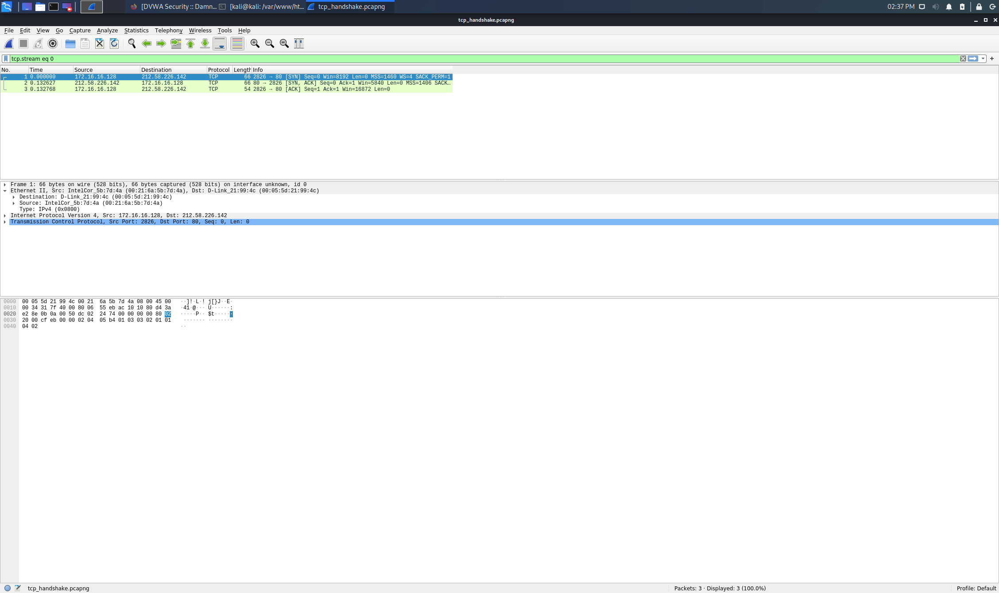 [DVWA Security :: Damn... [kali@kali: /var/www/ht... tcp_handshake.pcapng 02:37 PM
tcp_handshake.pcapng
File Edit View Go Capture Analyze Statistics Telephony Wireless Tools Help
tcp.stream eq 0
No. Time Source Destination Protocol Length Info
1 0.000000 172.16.16.128 212.58.226.142 TCP 66 2826 → 80 [SYN] Seq=0 Win=8192 Len=0 MSS=1460 WS=4 SACK_PERM=1
2 0.132627 212.58.226.142 172.16.16.128 TCP 66 80 → 2826 [SYN, ACK] Seq=0 Ack=1 Win=5840 Len=0 MSS=1406 SACK…
3 0.132768 172.16.16.128 212.58.226.142 TCP 54 2826 → 80 [ACK] Seq=1 Ack=1 Win=16872 Len=0
Frame 1: 66 bytes on wire (528 bits), 66 bytes captured (528 bits) on interface unknown, id 0
Ethernet II, Src: IntelCor_5b:7d:4a (00:21:6a:5b:7d:4a), Dst: D-Link_21:99:4c (00:05:5d:21:99:4c)
Destination: D-Link_21:99:4c (00:05:5d:21:99:4c)
Source: IntelCor_5b:7d:4a (00:21:6a:5b:7d:4a)
Type: IPv4 (0x0800)
Internet Protocol Version 4, Src: 172.16.16.128, Dst: 212.58.226.142
Transmission Control Protocol, Src Port: 2826, Dst Port: 80, Seq: 0, Len: 0
0000 00 05 5d 21 99 4c 00 21 6a 5b 7d 4a 08 00 45 00 ··]!·L·! j[}J··E·
0010 00 34 31 7f 40 00 80 06 55 eb ac 10 10 80 d4 3a ·41·@··· U······:
0020 e2 8e 0b 0a 00 50 dc 02 24 74 00 00 00 00 80 02 ·····P·· $t······
0030 20 00 cf eb 00 00 02 04 05 b4 01 03 03 02 01 01 ······· ········
0040 04 02 ··
tcp_handshake.pcapng Packets: 3 · Displayed: 3 (100.0%) Profile: Default